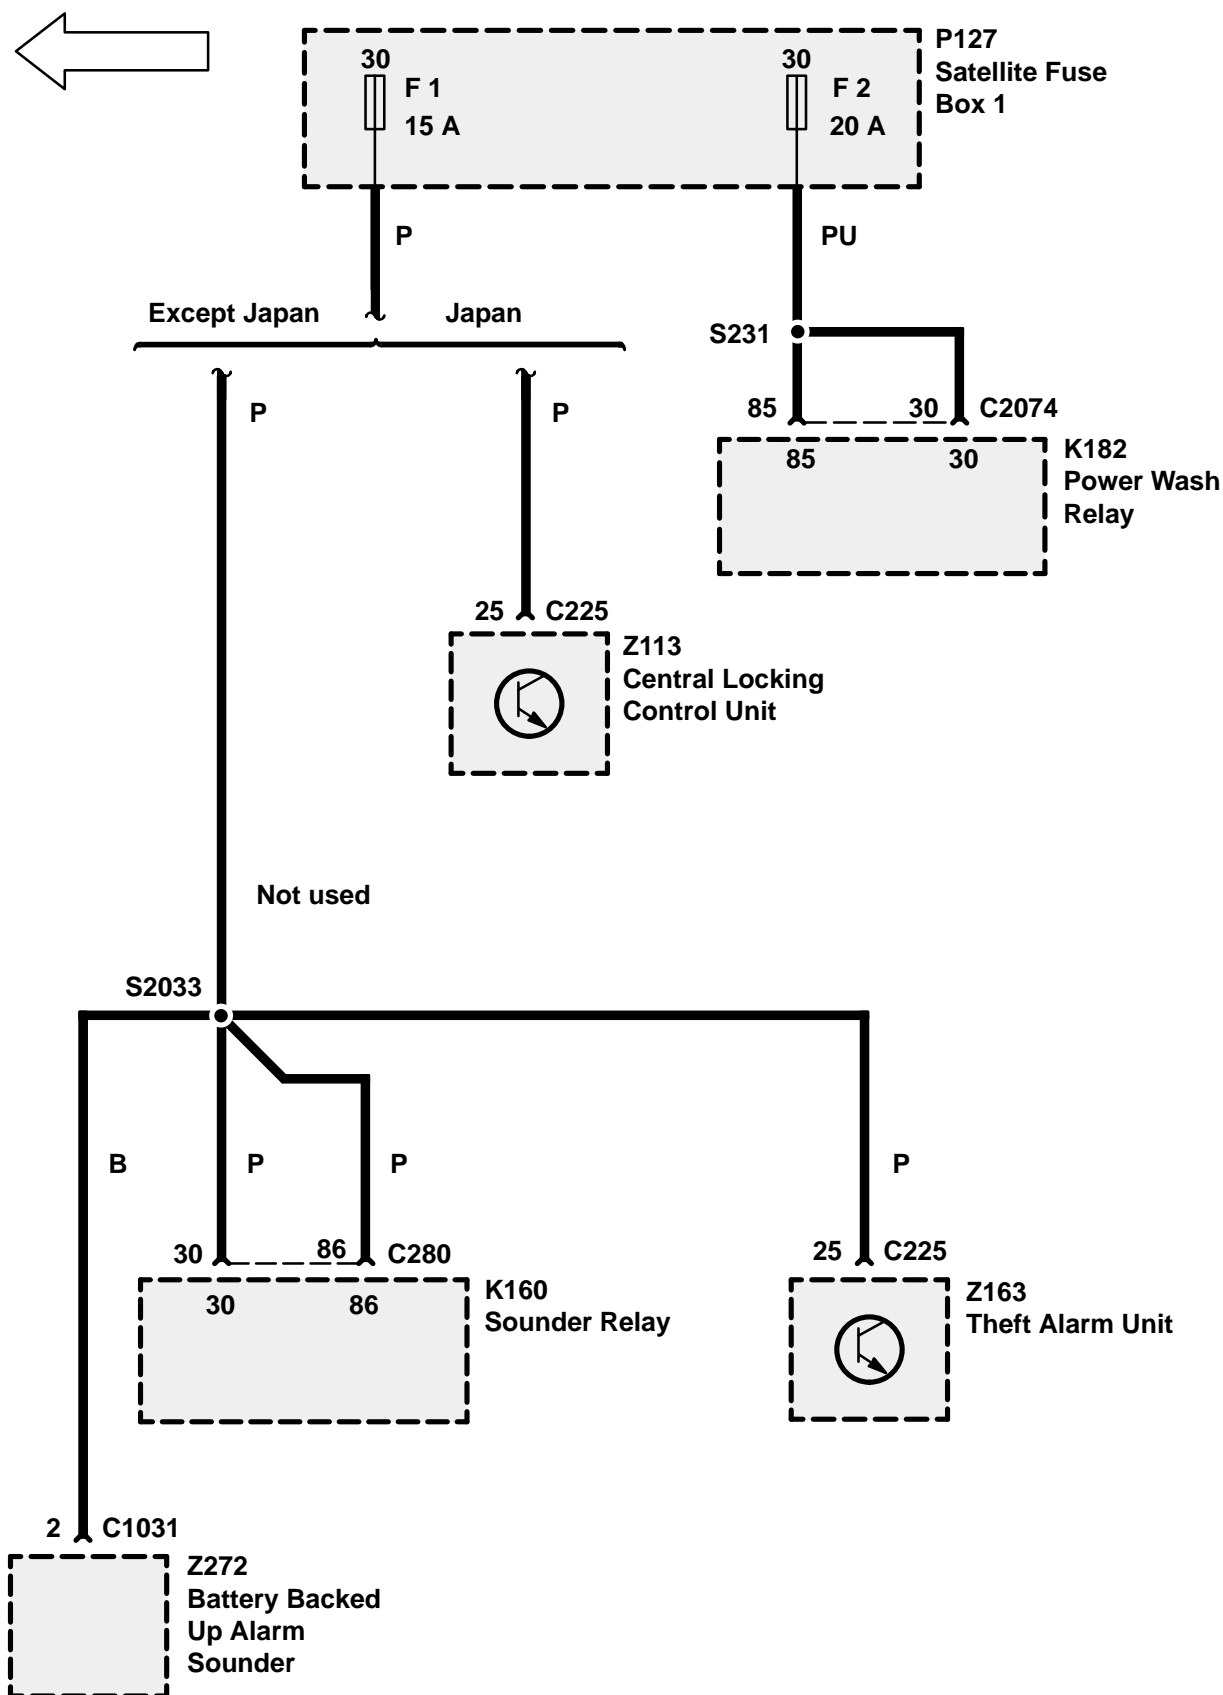 P127
Satellite Fuse
Box 1
30
F 1
15 A
30
F 2
20 A
P
PU
Except Japan
Japan
S231
P
P
85
30
C2074
85
30
K182
Power Wash
Relay
25
C225
Z113
Central Locking
Control Unit
Not used
S2033
B
P
P
P
30
86
C280
25
C225
30
86
K160
Sounder Relay
Z163
Theft Alarm Unit
2
C1031
Z272
Battery Backed
Up Alarm
Sounder